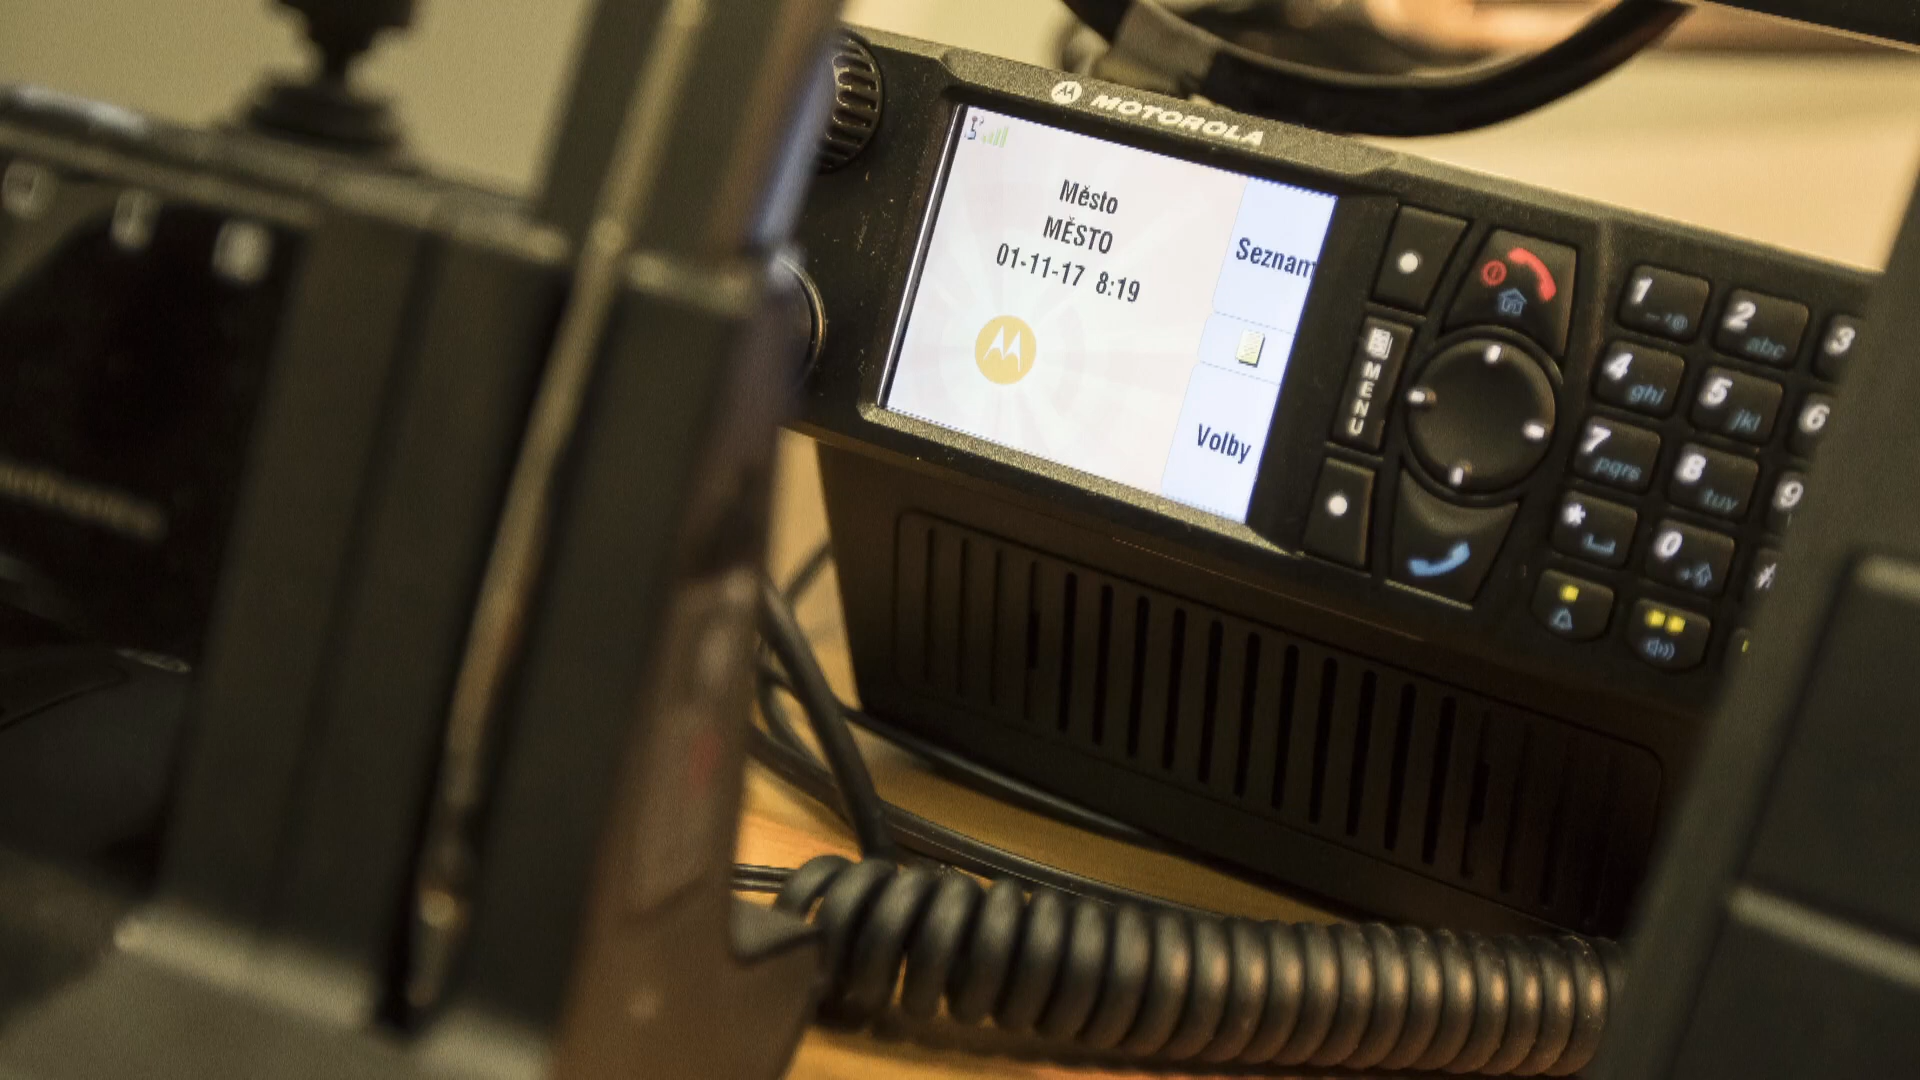 MOTOROLA
Město
MĚSTO
01-11-17 8:19
Seznam
Volby
MENU
1
2 abc
3
4 ghi
5 jkl
6
7 pqrs
8 tuv
9
*
0 +